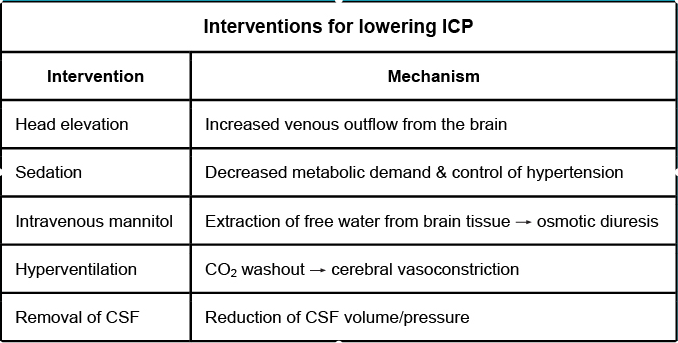 Interventions for lowering ICP
Intervention Mechanism
Head elevation Increased venous outflow from the brain
Sedation Decreased metabolic demand & control of hypertension
Intravenous mannitol Extraction of free water from brain tissue → osmotic diuresis
Hyperventilation CO₂ washout → cerebral vasoconstriction
Removal of CSF Reduction of CSF volume/pressure